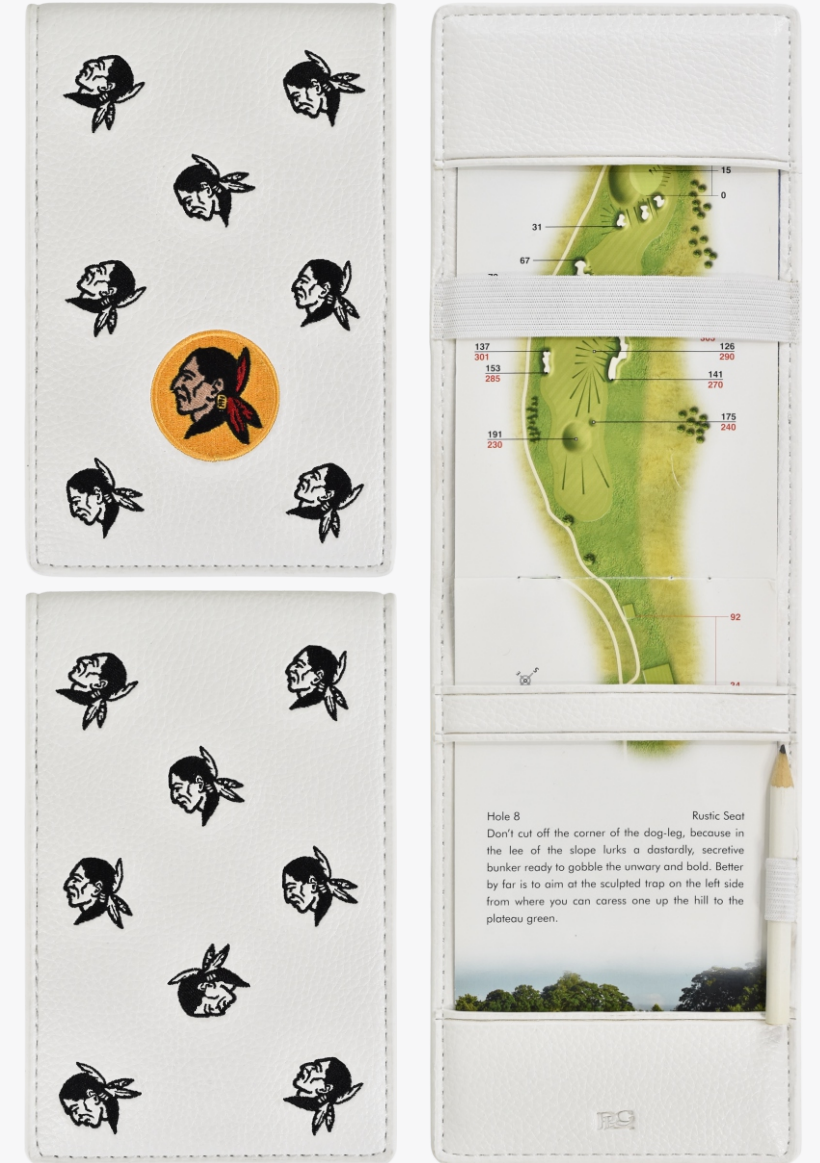 15
0
31
67
137
301
126
290
153
285
141
270
175
240
191
230
92
S
Hole 8 Rustic Seat
Don't cut off the corner of the dog-leg, because in
the lee of the slope lurks a dastardly, secretive
bunker ready to gobble the unwary and bold. Better
by far is to aim at the sculpted trap on the left side
from where you can caress one up the hill to the
plateau green.